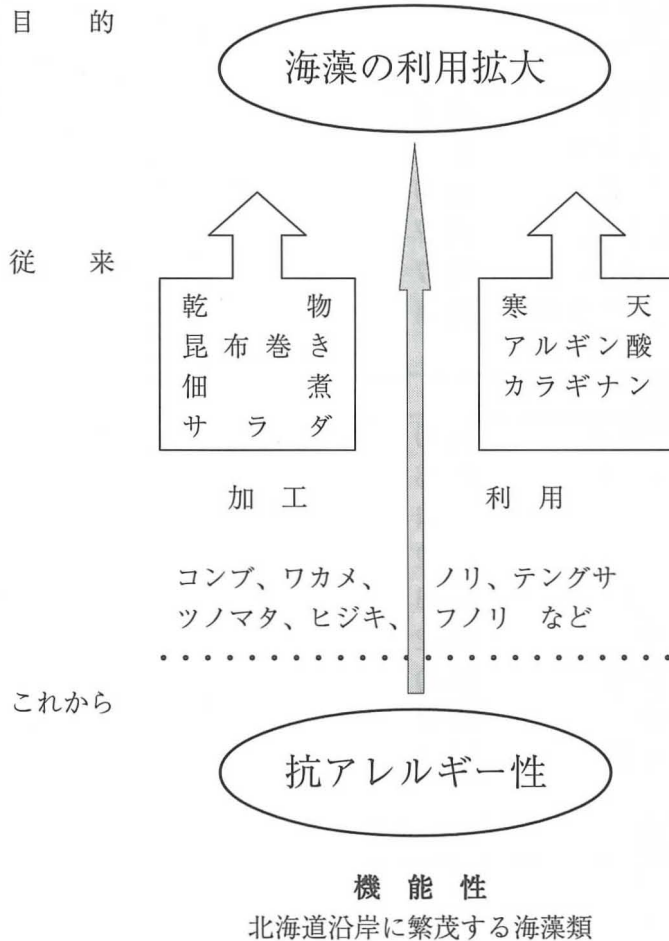 目的
海藻の利用拡大
従来
乾物
昆布巻き
佃煮
サラダ
寒天
アルギン酸
カラギナン
加工
利用
コンブ、ワカメ、ノリ、テングサ
ツノマタ、ヒジキ、フノリ など
これから
抗アレルギー性
機能性
北海道沿岸に繁茂する海藻類